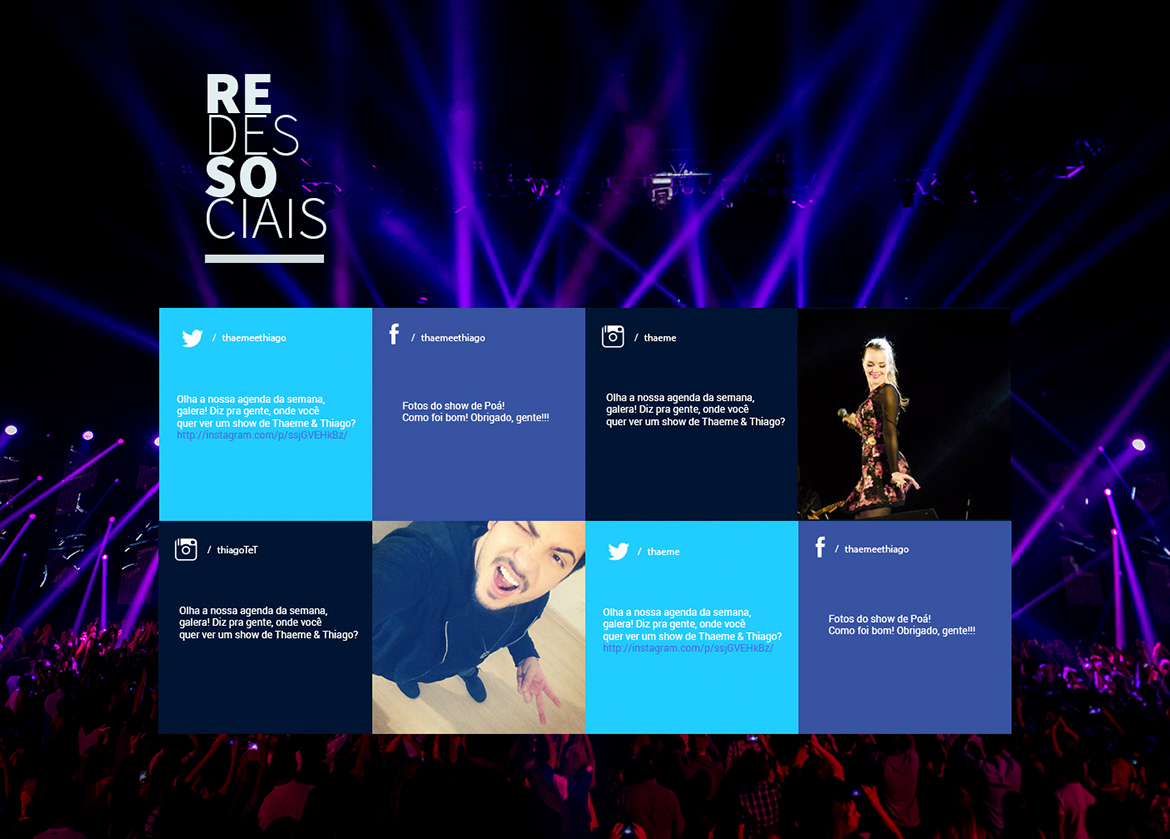 RE
DES
SO
CIAIS
/ thaemeethiago
Olha a nossa agenda da semana,
galera! Diz pra gente, onde você
quer ver um show de Thaeme & Thiago?
http://instagram.com/p/ssjGVEHkBz/
/ thaemeethiago
Fotos do show de Poá!
Como foi bom! Obrigado, gente!!!
/ thaeme
Olha a nossa agenda da semana,
galera! Diz pra gente, onde você
quer ver um show de Thaeme & Thiago?
/ thiagoTeT
Olha a nossa agenda da semana,
galera! Diz pra gente, onde você
quer ver um show de Thaeme & Thiago?
/ thaeme
Olha a nossa agenda da semana,
galera! Diz pra gente, onde você
quer ver um show de Thaeme & Thiago?
http://instagram.com/p/ssjGVEHkBz/
/ thaemeethiago
Fotos do show de Poá!
Como foi bom! Obrigado, gente!!!